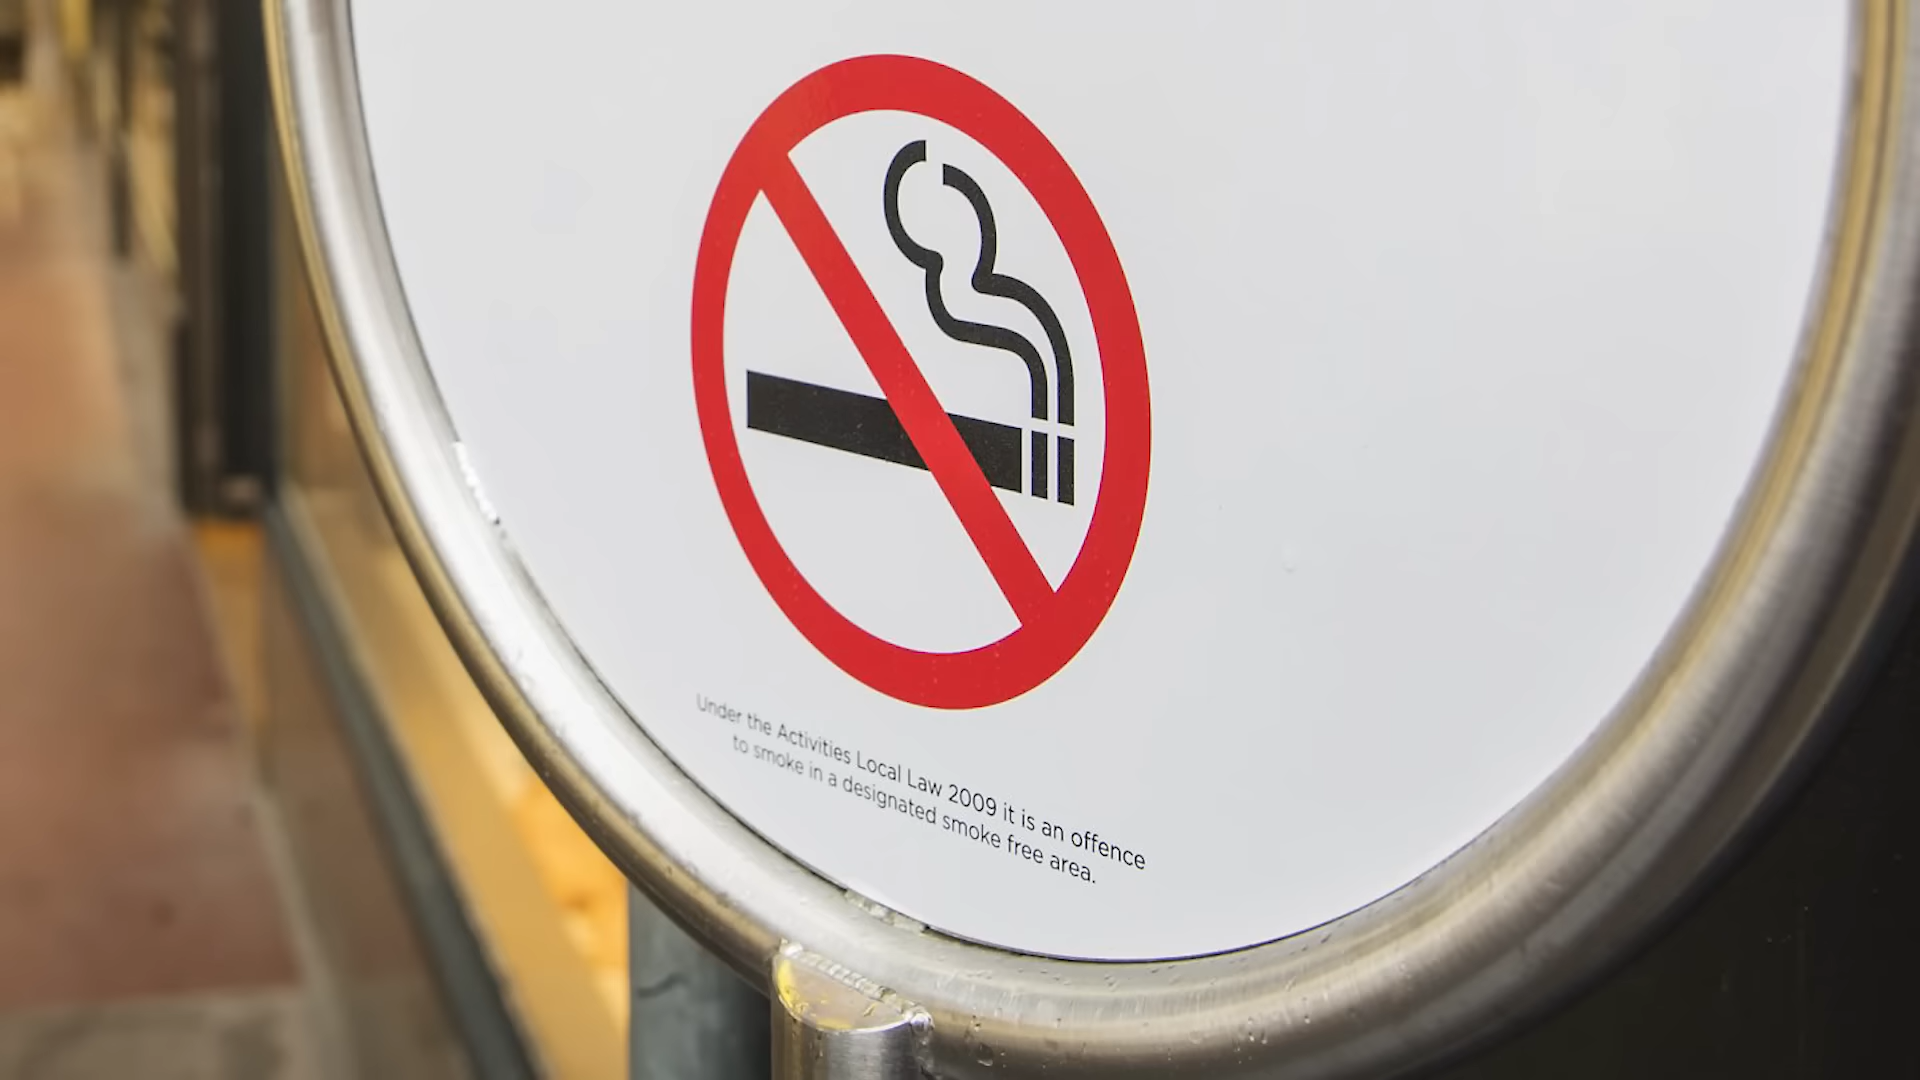 Under the Activities Local Law 2009 it is an offence
to smoke in a designated smoke free area.